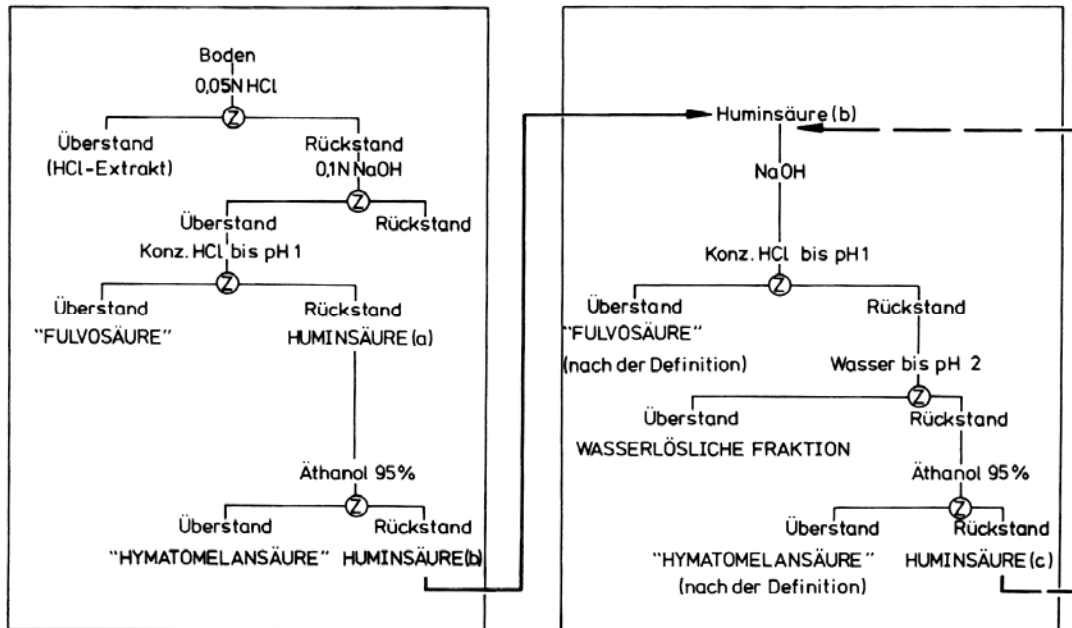 Boden
0,05N HCl
Z
Überstand
Rückstand
(HCl-Extrakt)
0,1N NaOH
Z
Überstand
Rückstand
Konz. HCl bis pH 1
Z
Überstand
Rückstand
"FULVOSÄURE"
HUMINSÄURE (a)
Äthanol 95%
Z
Überstand
Rückstand
"HYMATOMELANSÄURE"
HUMINSÄURE(b)
Huminsäure (b)
NaOH
Konz. HCl bis pH 1
Z
Überstand
Rückstand
"FULVOSÄURE"
(nach der Definition)
Wasser bis pH 2
Z
Überstand
Rückstand
WASSERLÖSLICHE FRAKTION
Äthanol 95%
Z
Überstand
Rückstand
"HYMATOMELANSÄURE"
HUMINSÄURE (c)
(nach der Definition)